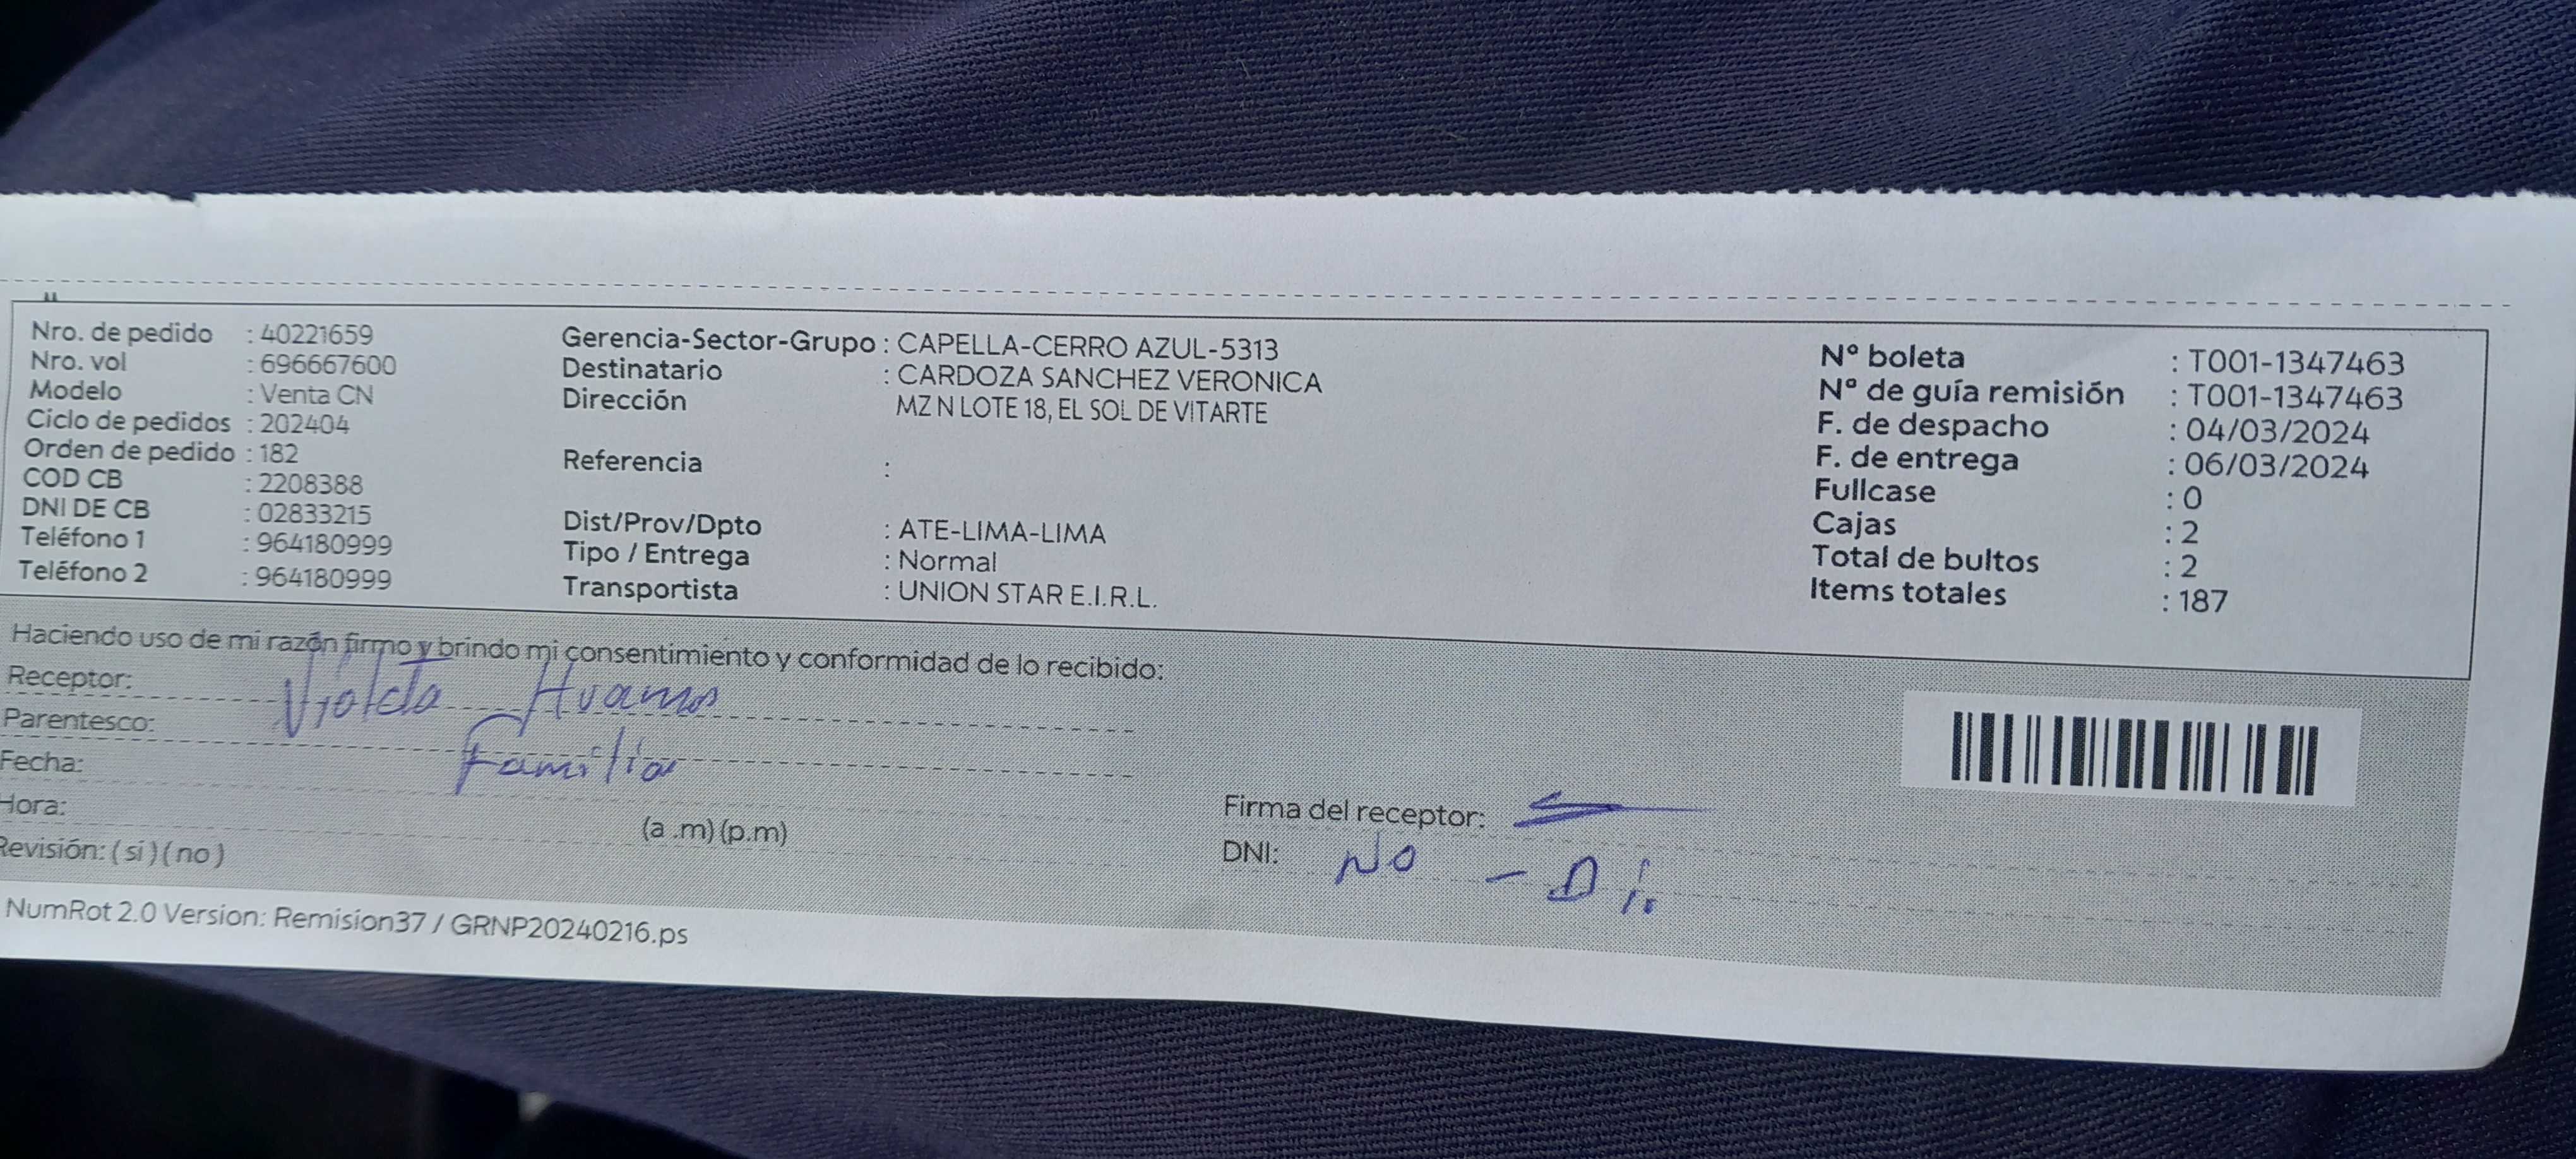 Nro. de pedido : 40221659
Nro. vol : 696667600
Modelo : Venta CN
Ciclo de pedidos : 202404
Orden de pedido : 182
COD CB : 2208388
DNI DE CB : 02833215
Teléfono 1 : 964180999
Teléfono 2 : 964180999
Gerencia-Sector-Grupo : CAPELLA-CERRO AZUL-5313
Destinatario : CARDOZA SANCHEZ VERONICA
Dirección MZ N LOTE 18, EL SOL DE VITARTE
Referencia :
Dist/Prov/Dpto : ATE-LIMA-LIMA
Tipo / Entrega : Normal
Transportista : UNION STAR E.I.R.L.
Nº boleta : T001-1347463
Nº de guía remisión : T001-1347463
F. de despacho : 04/03/2024
F. de entrega : 06/03/2024
Fullcase : 0
Cajas : 2
Total de bultos : 2
Items totales : 187
Haciendo uso de mi razón firmo y brindo mi consentimiento y conformidad de lo recibido:
Receptor: Violeta
Parentesco: Familia
Fecha:
Hora: (a .m) (p.m)
Revisión: ( sí ) ( no )
Firma del receptor:
DNI: NO - Di
NumRot 2.0 Version: Remision37 / GRNP20240216.ps